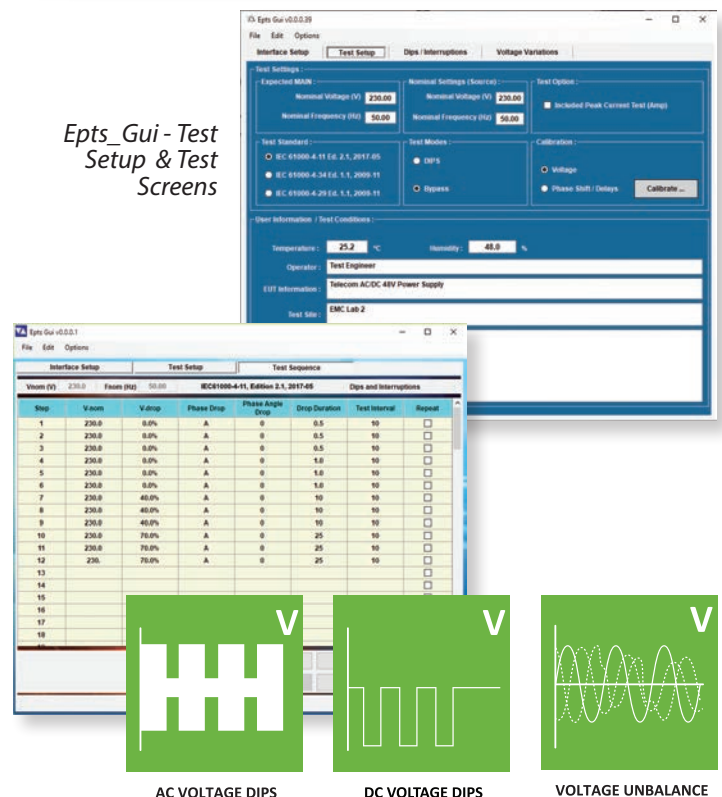 Epts_Gui - Test
Setup & Test
Screens
Epts Gui v0.0.0.39
File Edit Options
Interface Setup Test Setup Dips / Interruptions Voltage Variations
Test Settings :
Expected MAIN : Nominal Settings (Source) : Test Option :
Nominal Voltage (V) 230.00 Nominal Voltage (V) 230.00 Included Peak Current Test (Amp)
Nominal Frequency (Hz) 50.00 Nominal Frequency (Hz) 50.00
Test Standard : Test Modes : Calibration :
IEC 61000-4-11 Ed. 2.1, 2017-05 DIPS Voltage
IEC 61000-4-34 Ed. 1.1, 2009-11
IEC 61000-4-29 Ed. 1.1, 2009-11 Bypass Phase Shift / Delays Calibrate ...
User Information / Test Conditions :
Temperature : 25.2 °C Humidity : 48.0 %
Operator : Test Engineer
EUT Information : Telecom AC/DC 48V Power Supply
Test Site : EMC Lab 2
Epts Gui v0.0.0.1
File Edit Options
Interface Setup Test Setup Test Sequence
Vnom (V) 230.0 Fnom (Hz) 50.00 IEC61000-4-11, Edition 2.1, 2017-05 Dips and Interruptions
Step V-nom V-drop Phase Drop Phase Angle Drop Drop Duration Test Interval Repeat
1 230.0 0.0% A 0 0.5 10
2 230.0 0.0% A 0 0.5 10
3 230.0 0.0% A 0 0.5 10
4 230.0 0.0% A 0 1.0 10
5 230.0 0.0% A 0 1.0 10
6 230.0 0.0% A 0 1.0 10
7 230.0 40.0% A 0 10 10
8 230.0 40.0% A 0 10 10
9 230.0 40.0% A 0 10 10
10 230.0 70.0% A 0 25 10
11 230.0 70.0% A 0 25 10
12 230. 70.0% A 0 25 10
13
14
15
16
17
18
V V V
AC VOLTAGE DIPS DC VOLTAGE DIPS VOLTAGE UNBALANCE